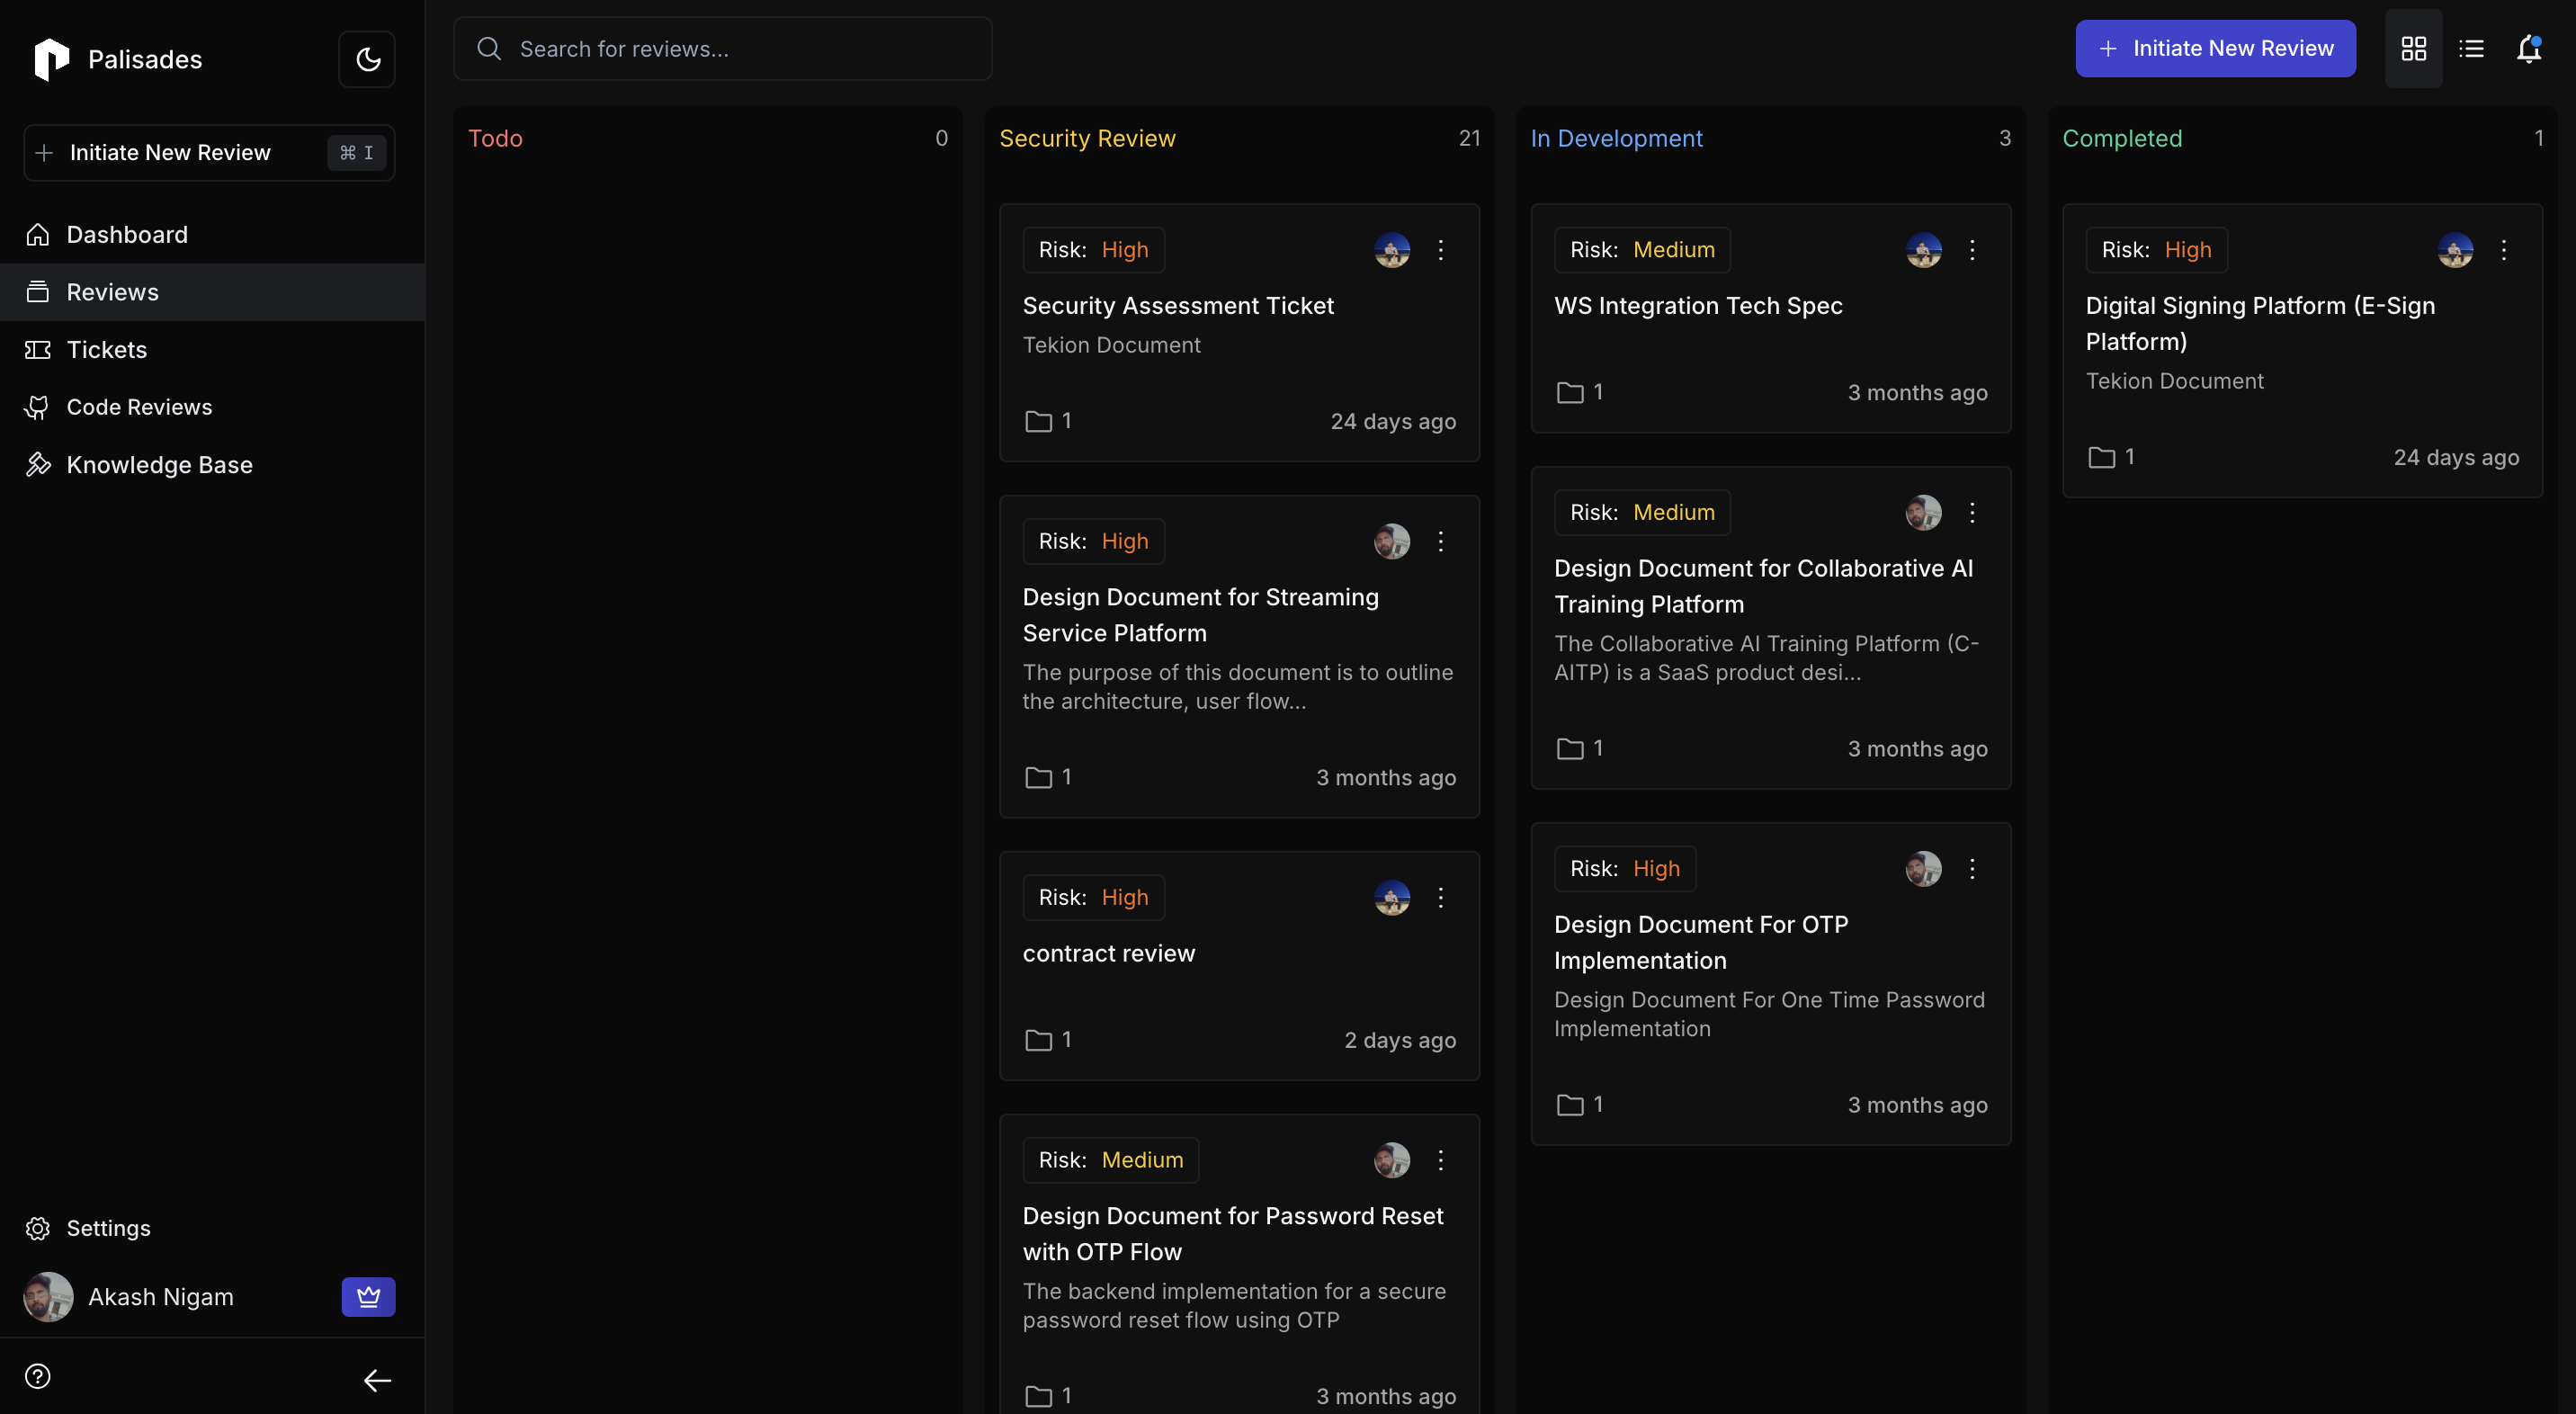 Palisades
Initiate New Review ⌘ I
Dashboard
Reviews
Tickets
Code Reviews
Knowledge Base
Settings
Akash Nigam
Search for reviews...
Initiate New Review
Todo 0
Security Review 21
Risk: High
Security Assessment Ticket
Tekion Document
1 24 days ago
Risk: High
Design Document for Streaming
Service Platform
The purpose of this document is to outline
the architecture, user flow...
1 3 months ago
Risk: High
contract review
1 2 days ago
Risk: Medium
Design Document for Password Reset
with OTP Flow
The backend implementation for a secure
password reset flow using OTP
1 3 months ago
In Development 3
Risk: Medium
WS Integration Tech Spec
1 3 months ago
Risk: Medium
Design Document for Collaborative AI
Training Platform
The Collaborative AI Training Platform (C-
AITP) is a SaaS product desi...
1 3 months ago
Risk: High
Design Document For OTP
Implementation
Design Document For One Time Password
Implementation
1 3 months ago
Completed 1
Risk: High
Digital Signing Platform (E-Sign
Platform)
Tekion Document
1 24 days ago